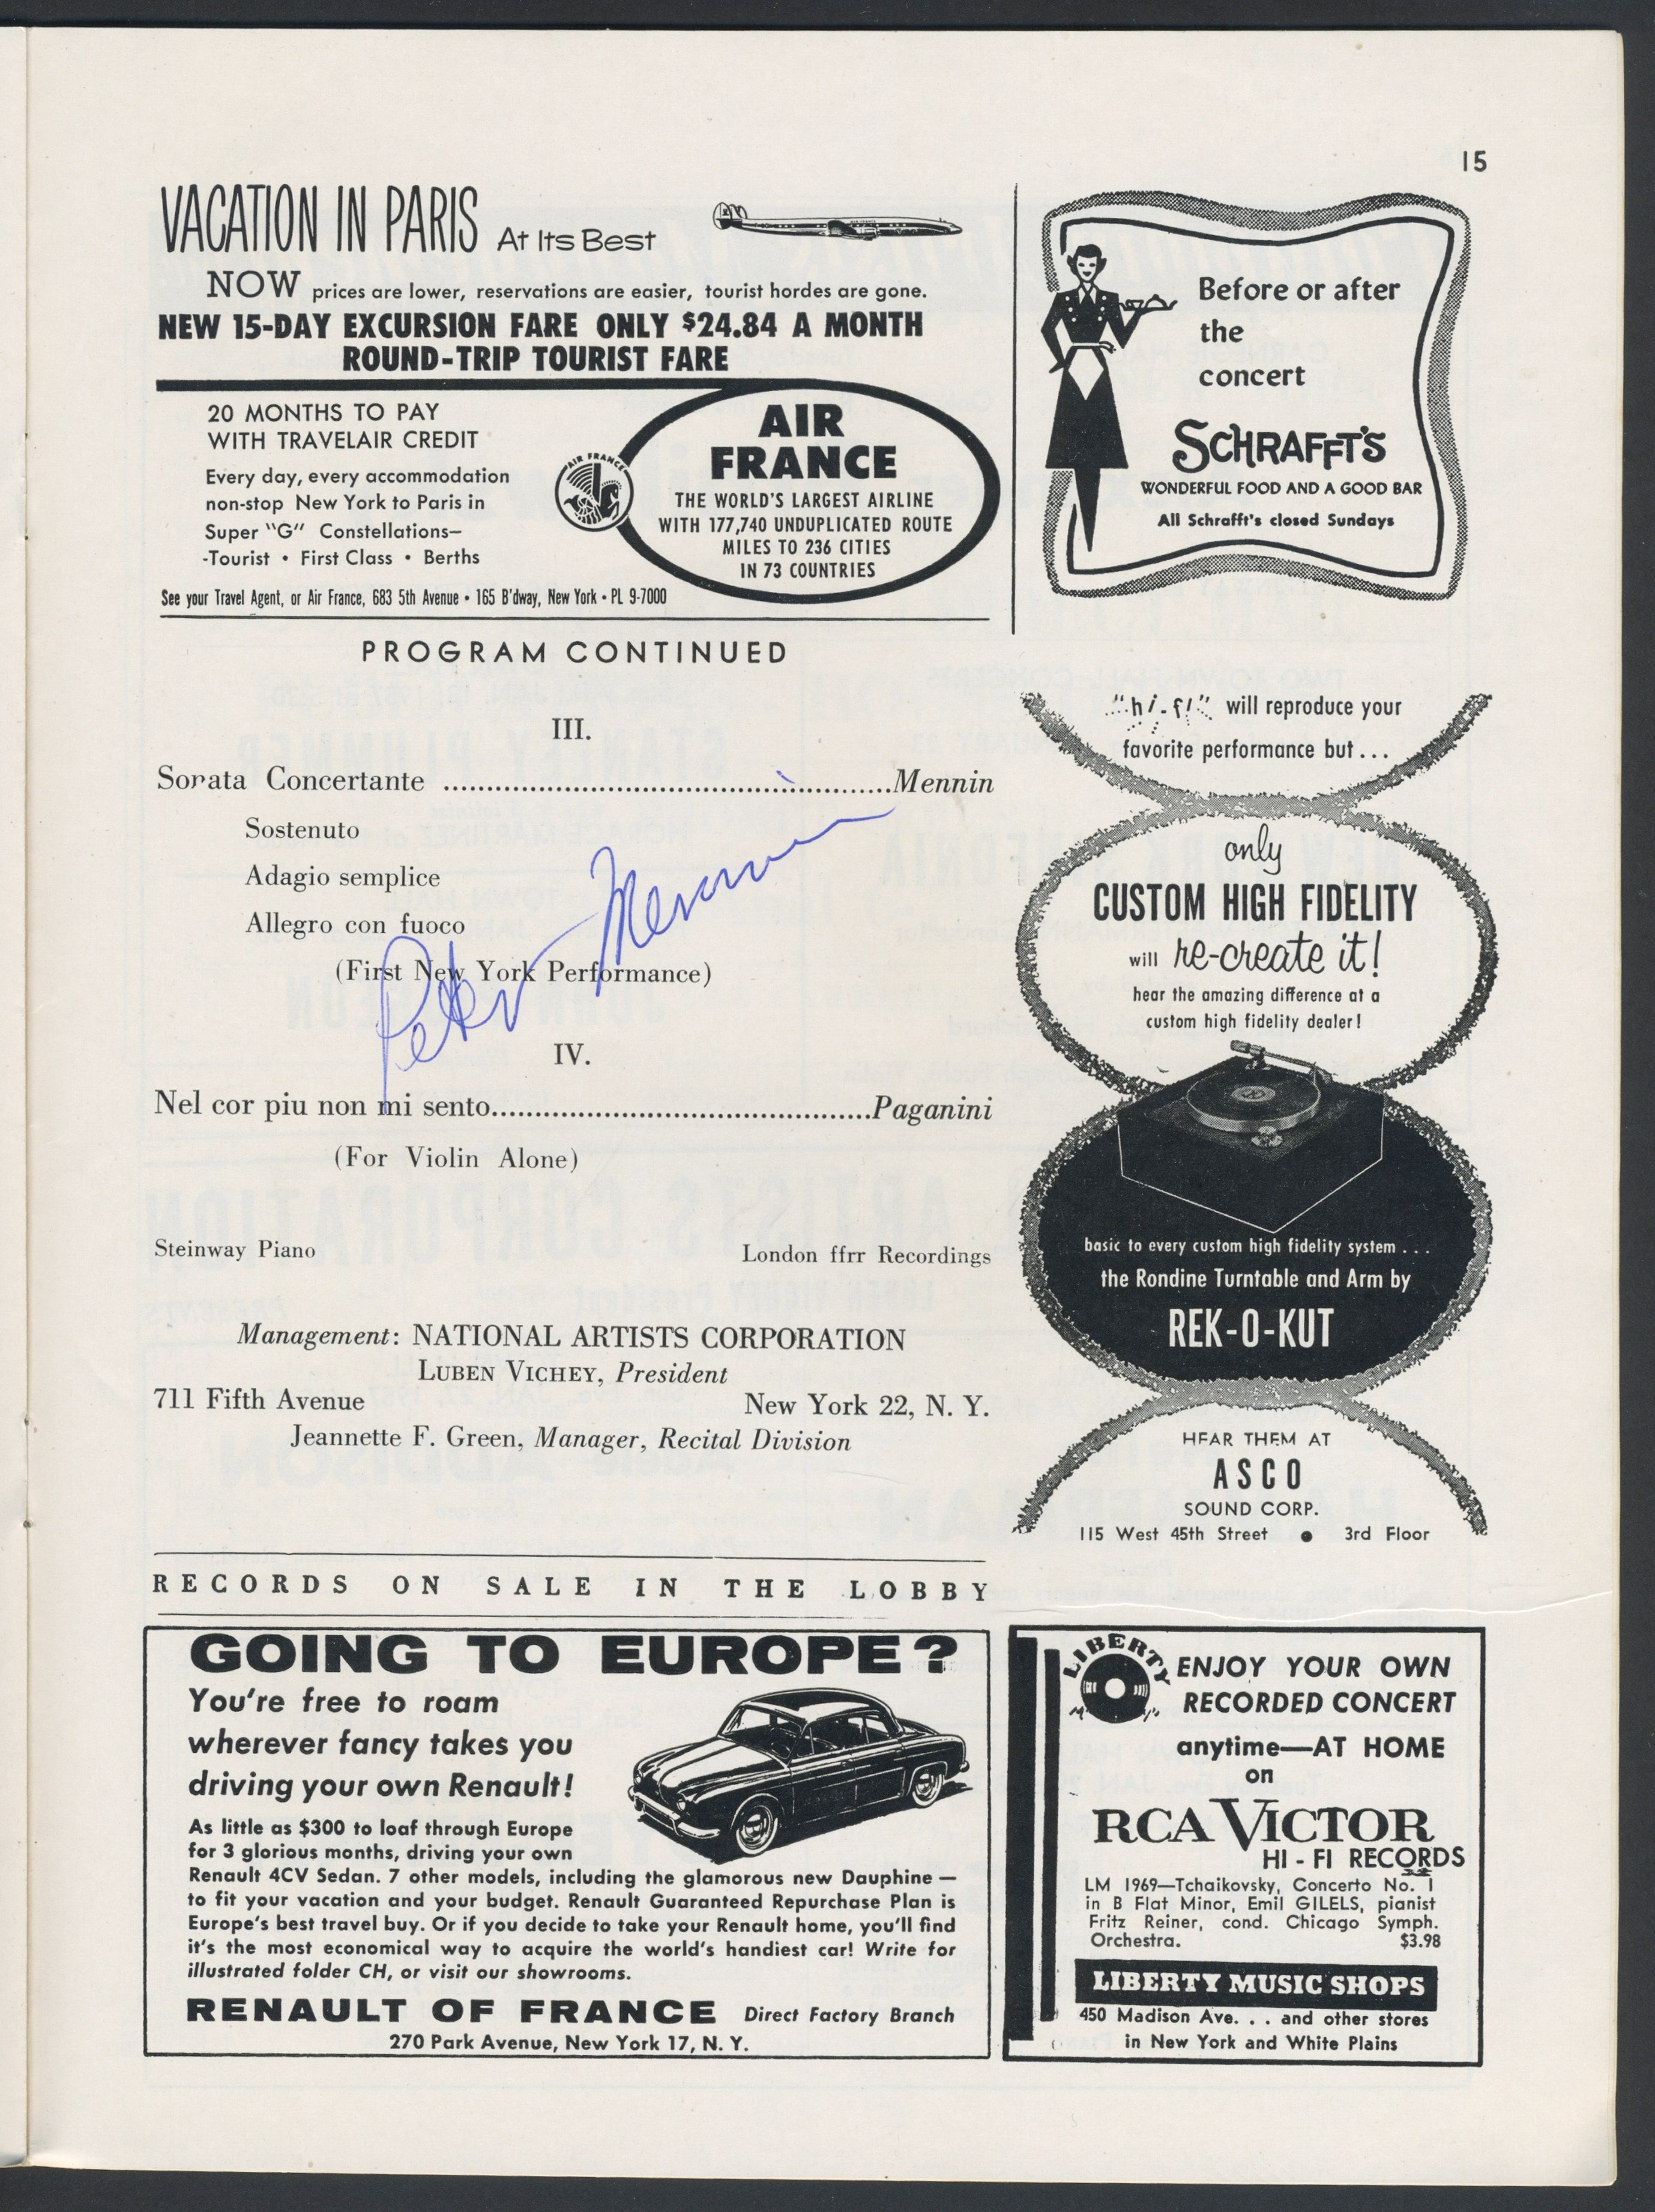 15
VACATION IN PARIS At Its Best
NOW prices are lower, reservations are easier, tourist hordes are gone.
NEW 15-DAY EXCURSION FARE ONLY $24.84 A MONTH
ROUND-TRIP TOURIST FARE
20 MONTHS TO PAY
WITH TRAVELAIR CREDIT
Every day, every accommodation
non-stop New York to Paris in
Super "G" Constellations—
-Tourist • First Class • Berths
AIR FRANCE
AIR
FRANCE
THE WORLD'S LARGEST AIRLINE
WITH 177,740 UNDUPLICATED ROUTE
MILES TO 236 CITIES
IN 73 COUNTRIES
See your Travel Agent, or Air France, 683 5th Avenue • 165 B'dway, New York • PL 9-7000
Before or after
the
concert
SCHRAFFT'S
WONDERFUL FOOD AND A GOOD BAR
All Schrafft's closed Sundays
PROGRAM CONTINUED
III.
Sonata Concertante ..................................................Mennin
Sostenuto
Adagio semplice
Allegro con fuoco
(First New York Performance)
Peter Mennin
IV.
Nel cor piu non mi sento..........................................Paganini
(For Violin Alone)
Steinway Piano London ffrr Recordings
Management: NATIONAL ARTISTS CORPORATION
LUBEN VICHEY, President
711 Fifth Avenue New York 22, N. Y.
Jeannette F. Green, Manager, Recital Division
RECORDS ON SALE IN THE LOBBY
"hi-fi" will reproduce your
favorite performance but...
only
CUSTOM HIGH FIDELITY
will re-create it!
hear the amazing difference at a
custom high fidelity dealer!
basic to every custom high fidelity system . . .
the Rondine Turntable and Arm by
REK-O-KUT
HEAR THEM AT
ASCO
SOUND CORP.
115 West 45th Street • 3rd Floor
GOING TO EUROPE?
You're free to roam
wherever fancy takes you
driving your own Renault!
As little as $300 to loaf through Europe
for 3 glorious months, driving your own
Renault 4CV Sedan. 7 other models, including the glamorous new Dauphine —
to fit your vacation and your budget. Renault Guaranteed Repurchase Plan is
Europe's best travel buy. Or if you decide to take your Renault home, you'll find
it's the most economical way to acquire the world's handiest car! Write for
illustrated folder CH, or visit our showrooms.
RENAULT OF FRANCE Direct Factory Branch
270 Park Avenue, New York 17, N. Y.
LIBERTY
ENJOY YOUR OWN
RECORDED CONCERT
anytime—AT HOME
on
RCA VICTOR
HI - FI RECORDS
LM 1969—Tchaikovsky, Concerto No. 1
in B Flat Minor, Emil GILELS, pianist
Fritz Reiner, cond. Chicago Symph.
Orchestra. $3.98
LIBERTY MUSIC SHOPS
450 Madison Ave. . . and other stores
in New York and White Plains